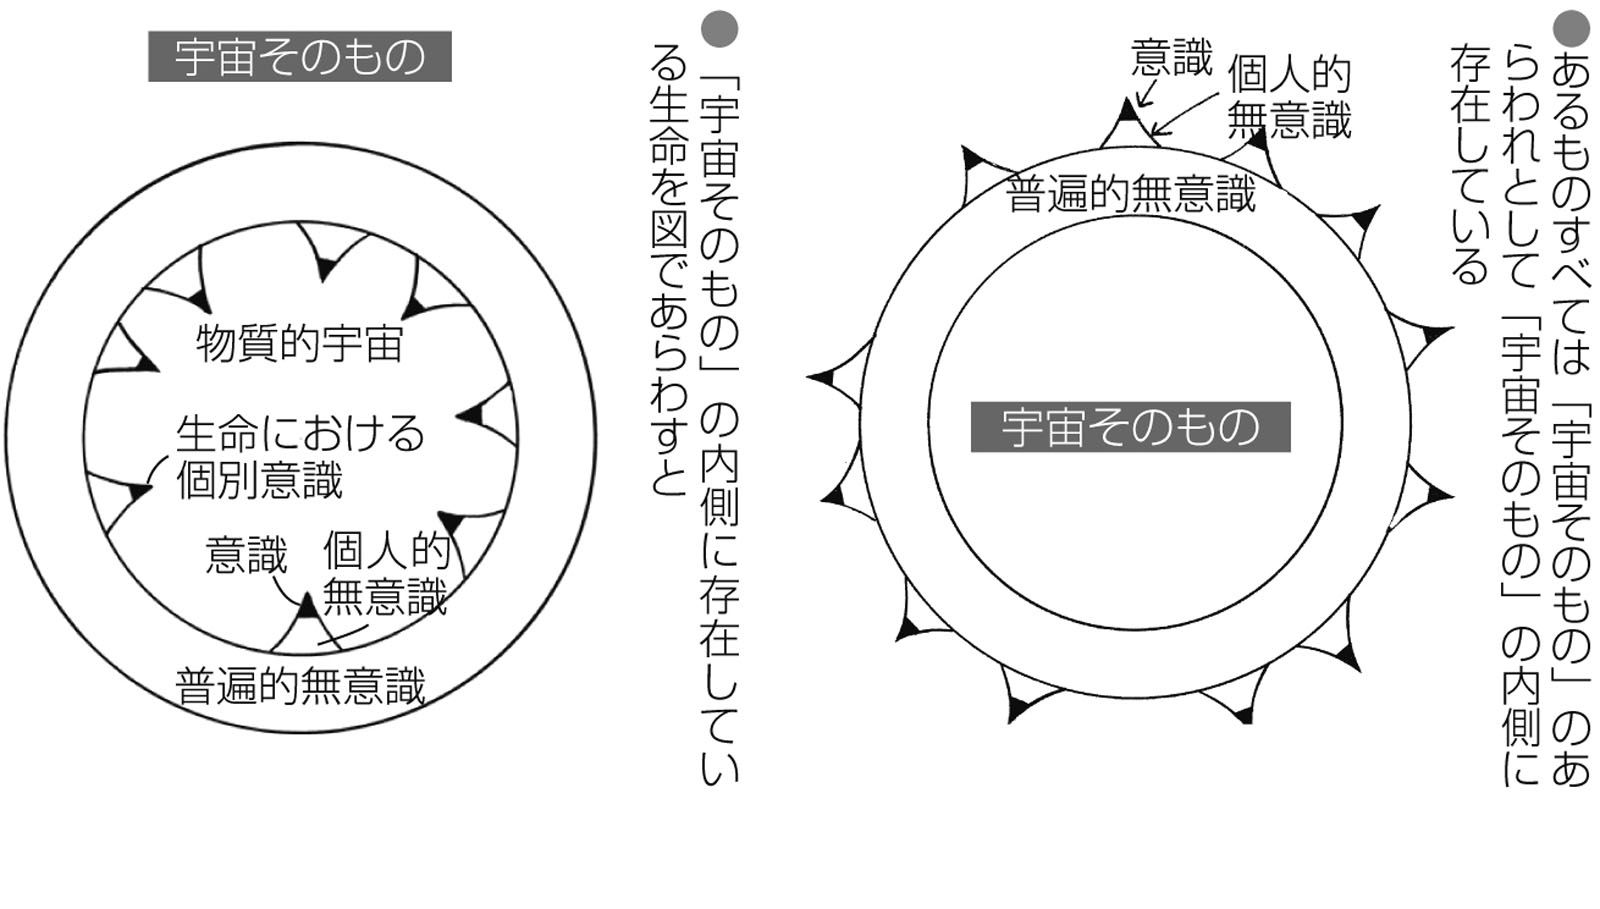 ●あるものすべては「宇宙そのもの」のあ
らわれとして「宇宙そのもの」の内側に
存在している
意識
個人的
無意識
普遍的無意識
宇宙そのもの
●「宇宙そのもの」の内側に存在してい
る生命を図であらわすと
宇宙そのもの
物質的宇宙
生命における
個別意識
意識
個人的
無意識
普遍的無意識